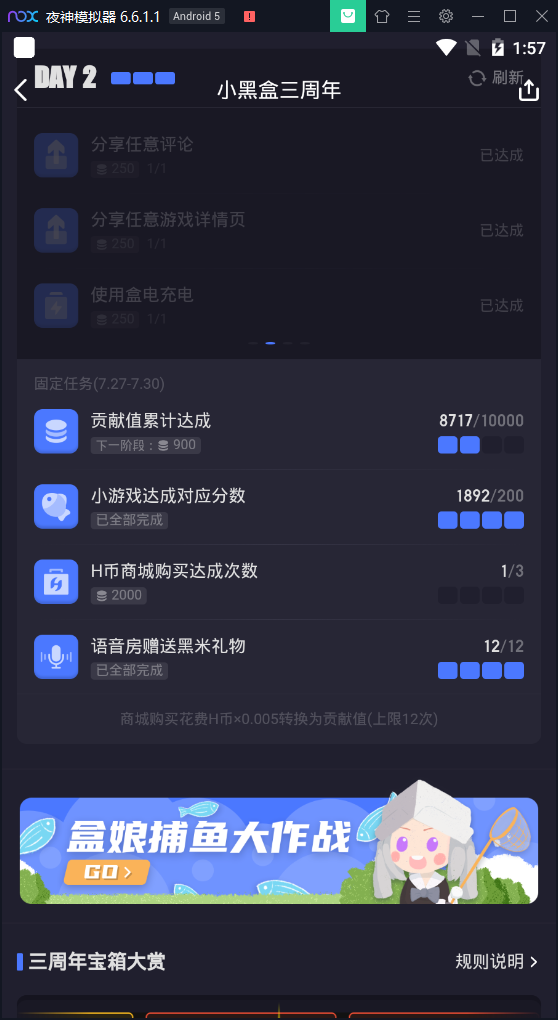 nox 夜神模拟器 6.6.1.1 Android 5
1:57
DAY 2
小黑盒三周年
刷新
分享任意评论
250 1/1
已达成
分享任意游戏详情页
250 1/1
已达成
使用盒电充电
250 1/1
已达成
固定任务(7.27-7.30)
贡献值累计达成
8717/10000
下一阶段：900
小游戏达成对应分数
1892/200
已全部完成
H币商城购买达成次数
1/3
2000
语音房赠送黑米礼物
12/12
已全部完成
商城购买花费H币×0.005转换为贡献值(上限12次)
盒娘捕鱼大作战
GO >
三周年宝箱大赏
规则说明 >